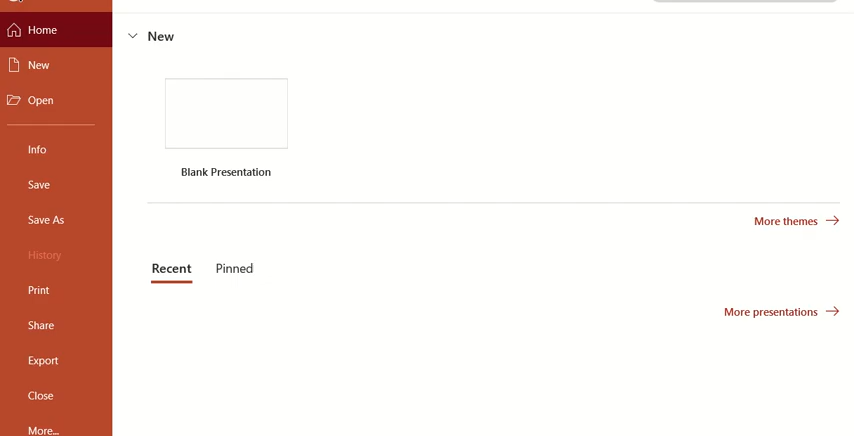 Home
New
Open
Info
Save
Save As
History
Print
Share
Export
Close
More...
New
Blank Presentation
More themes
Recent
Pinned
More presentations